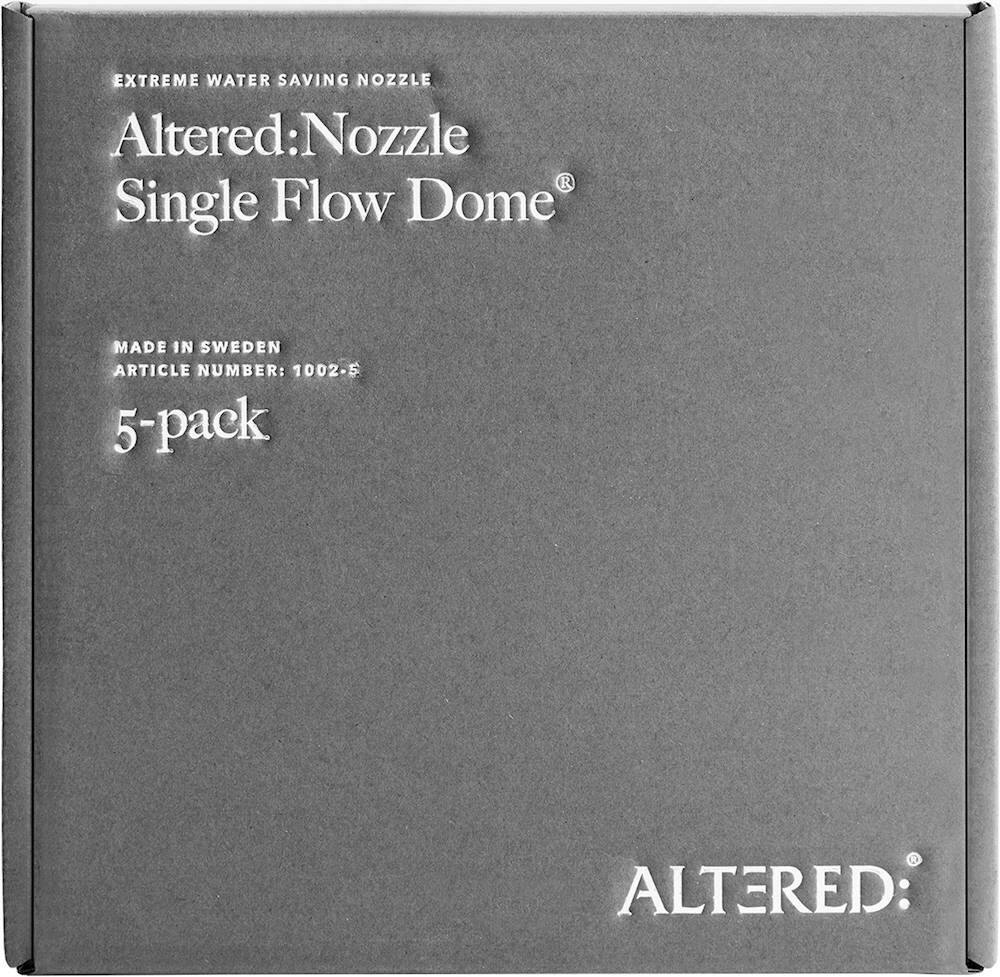 EXTREME WATER SAVING NOZZLE
Altered:Nozzle
Single Flow Dome®
MADE IN SWEDEN
ARTICLE NUMBER: 1002-5
5-pack
ALTERED:®